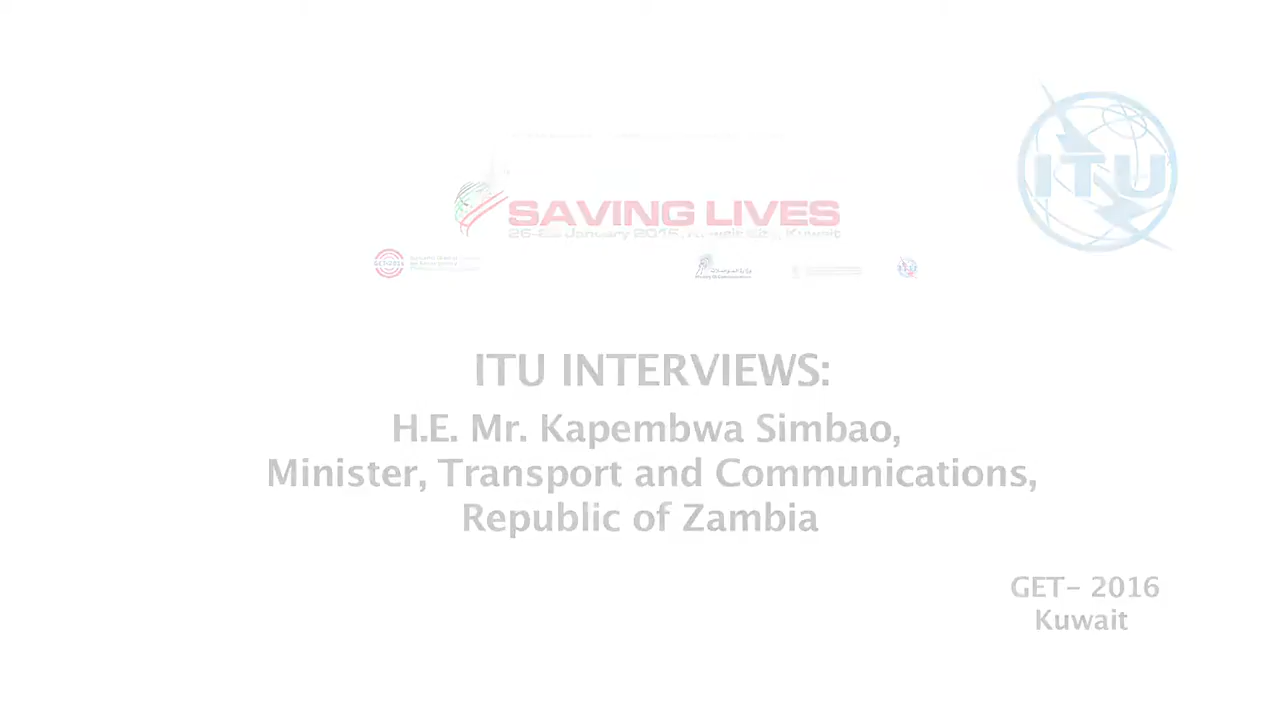 SAVING LIVES
ITU
ITU INTERVIEWS:
H.E. Mr. Kapembwa Simbao,
Minister, Transport and Communications,
Republic of Zambia
GET- 2016
Kuwait